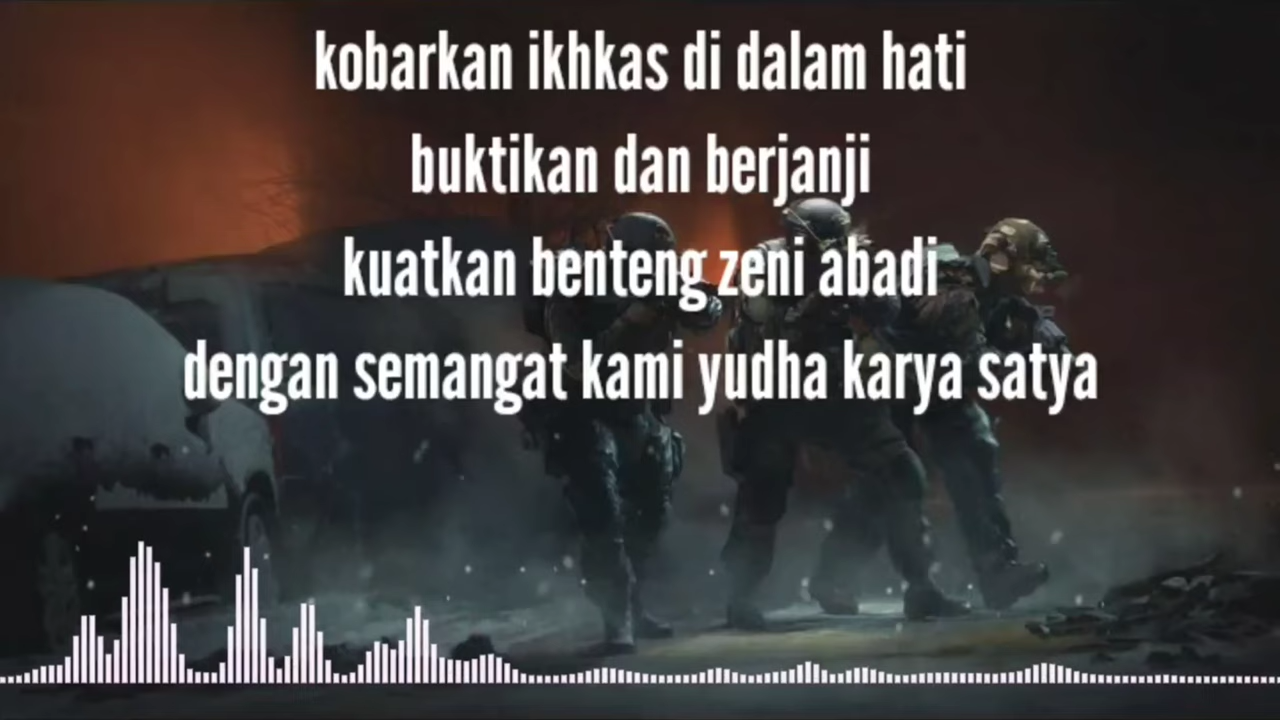 kobarkan ikhkas di dalam hati
buktikan dan berjanji
kuatkan benteng zeni abadi
dengan semangat kami yudha karya satya